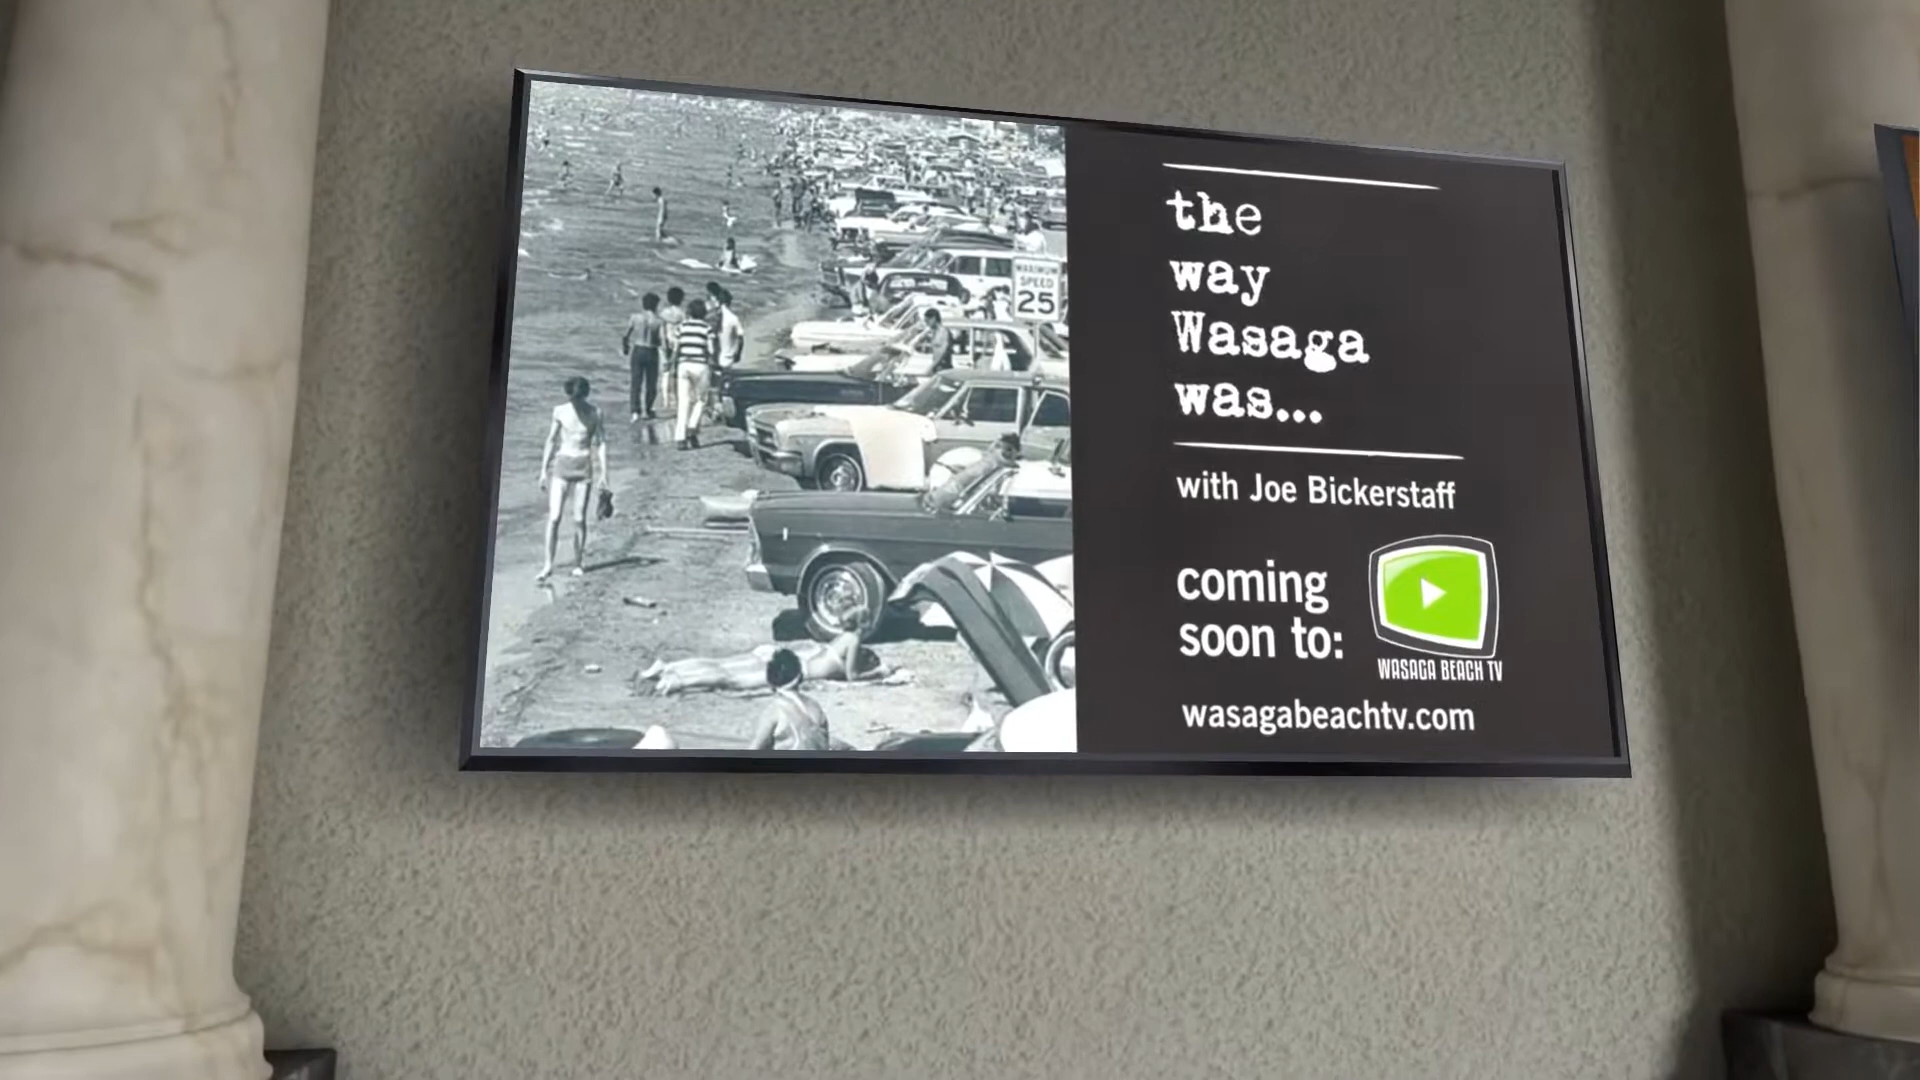 MAXIMUM
SPEED
25
the
way
Wasaga
was...
with Joe Bickerstaff
coming
soon to:
WASAGA BEACH TV
wasagabeachtv.com